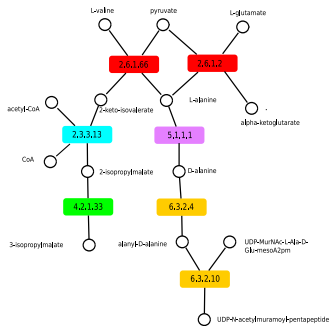 L-valine
pyruvate
L-glutamate
2,6,1,66
2,6,1,2
acetyl-CoA
2-keto-isovalerate
L-alanine
alpha-ketoglutarate
2,3,3,13
5,1,1,1
CoA
2-isopropylmalate
D-alanine
4,2,1,33
6,3,2,4
3-isopropylmalate
alanyl-D-alanine
UDP-MurNAc-L-Ala-D-
Glu-mesoA2pm
6,3,2,10
UDP-N-acetylmuramoyl-pentapeptide